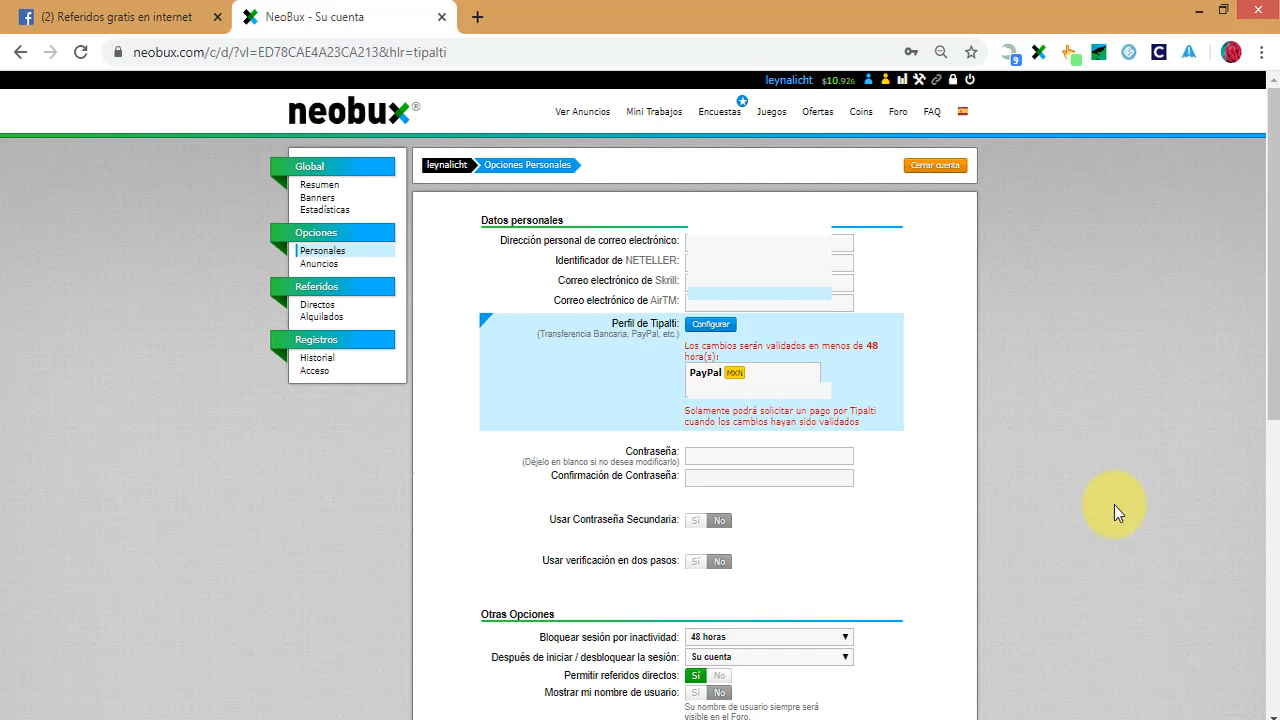 (2) Referidos gratis en internet
NeoBux - Su cuenta
neobux.com/c/d/?vl=ED78CAE4A23CA213&hlr=tipalti
9
leynalicht $10.926
neobux®
Ver Anuncios Mini Trabajos Encuestas Juegos Ofertas Coins Foro FAQ
Global
Resumen
Banners
Estadísticas
Opciones
Personales
Anuncios
Referidos
Directos
Alquilados
Registros
Historial
Acceso
leynalicht Opciones Personales Cerrar cuenta
Datos personales
Dirección personal de correo electrónico:
Identificador de NETELLER:
Correo electrónico de Skrill:
Correo electrónico de AirTM:
Perfil de Tipalti: Configurar
(Transferencia Bancaria, PayPal, etc.)
Los cambios serán validados en menos de 48
hora(s):
PayPal MXN
Solamente podrá solicitar un pago por Tipalti
cuando los cambios hayan sido validados
Contraseña:
(Déjelo en blanco si no desea modificarlo)
Confirmación de Contraseña:
Usar Contraseña Secundaria: Sí No
Usar verificación en dos pasos: Sí No
Otras Opciones
Bloquear sesión por inactividad: 48 horas
Después de iniciar / desbloquear la sesión: Su cuenta
Permitir referidos directos: Sí No
Mostrar mi nombre de usuario: Sí No
Su nombre de usuario siempre será
visible en el Foro.